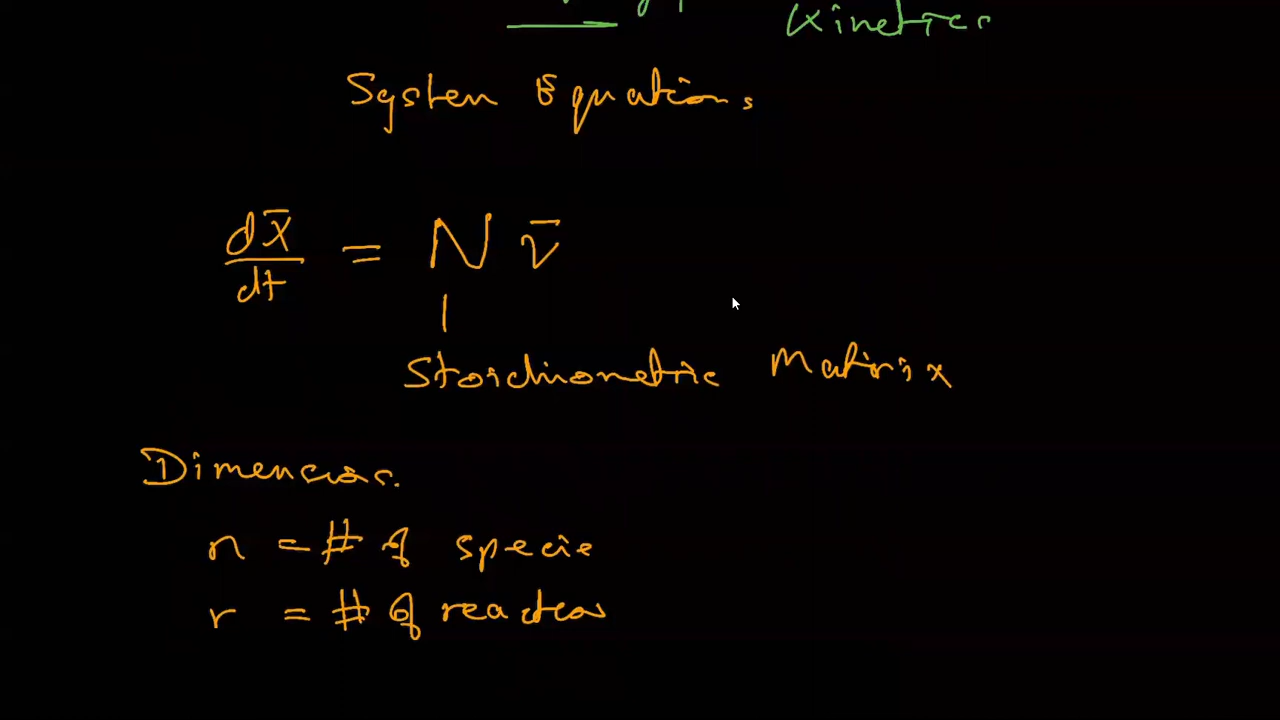 Kinetics
System Equations
dx̄/dt = N v̄
Stoichiometric Matrix
Dimensions.
n = # of species
r = # of reactions